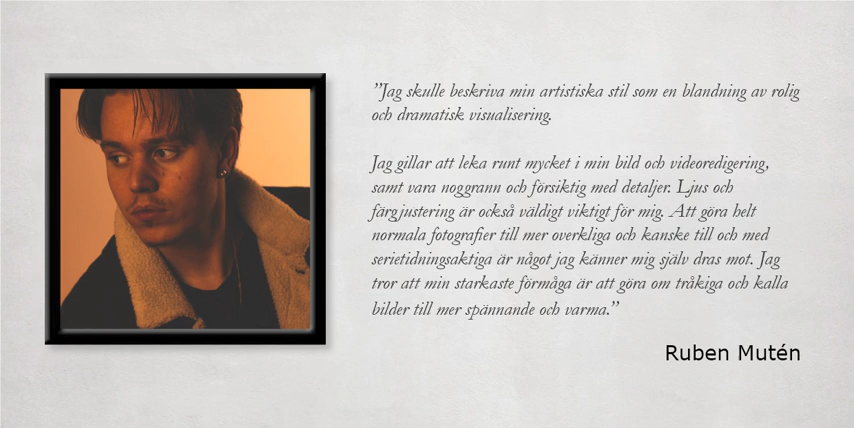 ”Jag skulle beskriva min artistiska stil som en blandning av rolig
och dramatisk visualisering.
Jag gillar att leka runt mycket i min bild och videoredigering,
samt vara noggrann och försiktig med detaljer. Ljus och
färgjustering är också väldigt viktigt för mig. Att göra helt
normala fotografier till mer overkliga och kanske till och med
serietidningsaktiga är något jag känner mig själv dras mot. Jag
tror att min starkaste förmåga är att göra om tråkiga och kalla
bilder till mer spännande och varma.”
Ruben Mutén